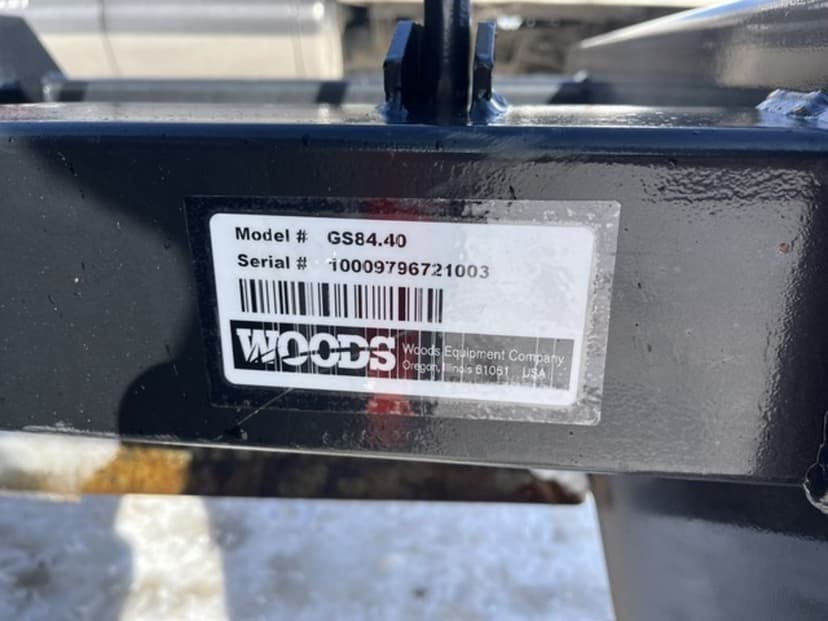 Model # GS84.40
Serial # 10009796721003
WOODS
Woods Equipment Company
Oregon, Illinois 61061 USA